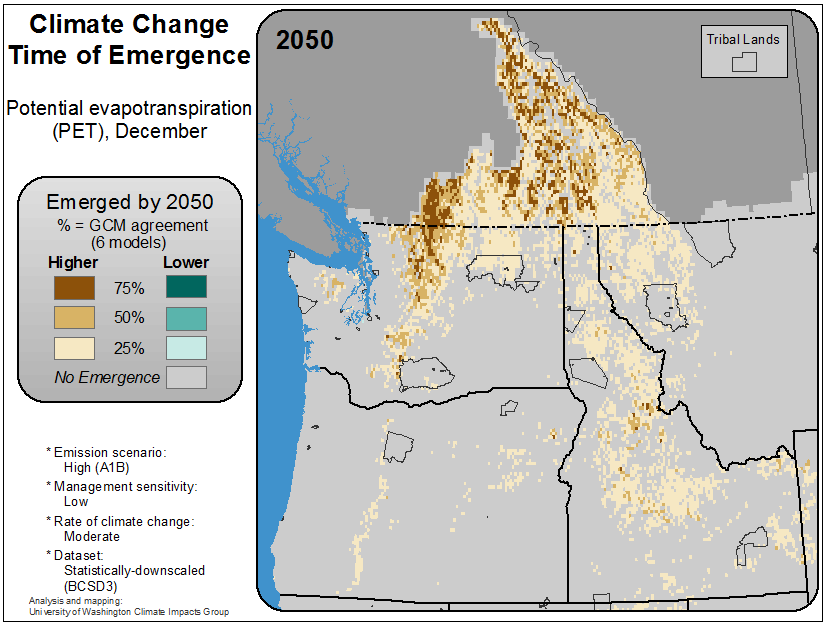 Climate Change
Time of Emergence
Potential evapotranspiration
(PET), December
Emerged by 2050
% = GCM agreement
(6 models)
Higher Lower
75%
50%
25%
No Emergence
* Emission scenario:
High (A1B)
* Management sensitivity:
Low
* Rate of climate change:
Moderate
* Dataset:
Statistically-downscaled
(BCSD3)
Analysis and mapping:
University of Washington Climate Impacts Group
2050
Tribal Lands